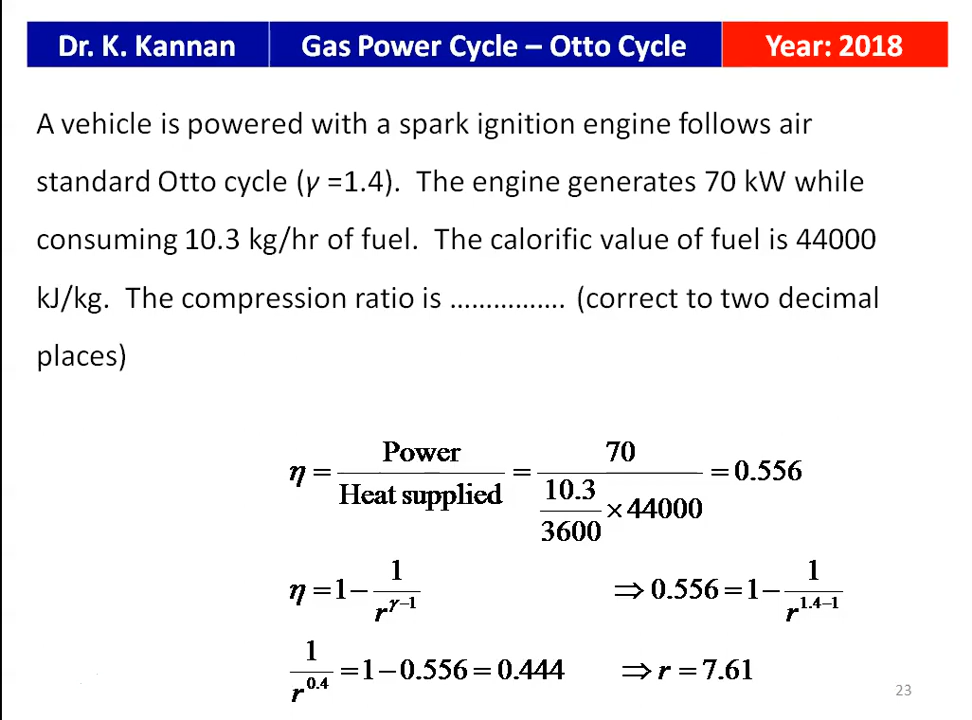 Dr. K. Kannan Gas Power Cycle – Otto Cycle Year: 2018
A vehicle is powered with a spark ignition engine follows air
standard Otto cycle (γ =1.4). The engine generates 70 kW while
consuming 10.3 kg/hr of fuel. The calorific value of fuel is 44000
kJ/kg. The compression ratio is ……………. (correct to two decimal
places)
η = Power / Heat supplied = 70 / (10.3/3600 × 44000) = 0.556
η = 1 − 1/r^(γ−1) ⇒ 0.556 = 1 − 1/r^(1.4−1)
1/r^0.4 = 1 − 0.556 = 0.444 ⇒ r = 7.61
23